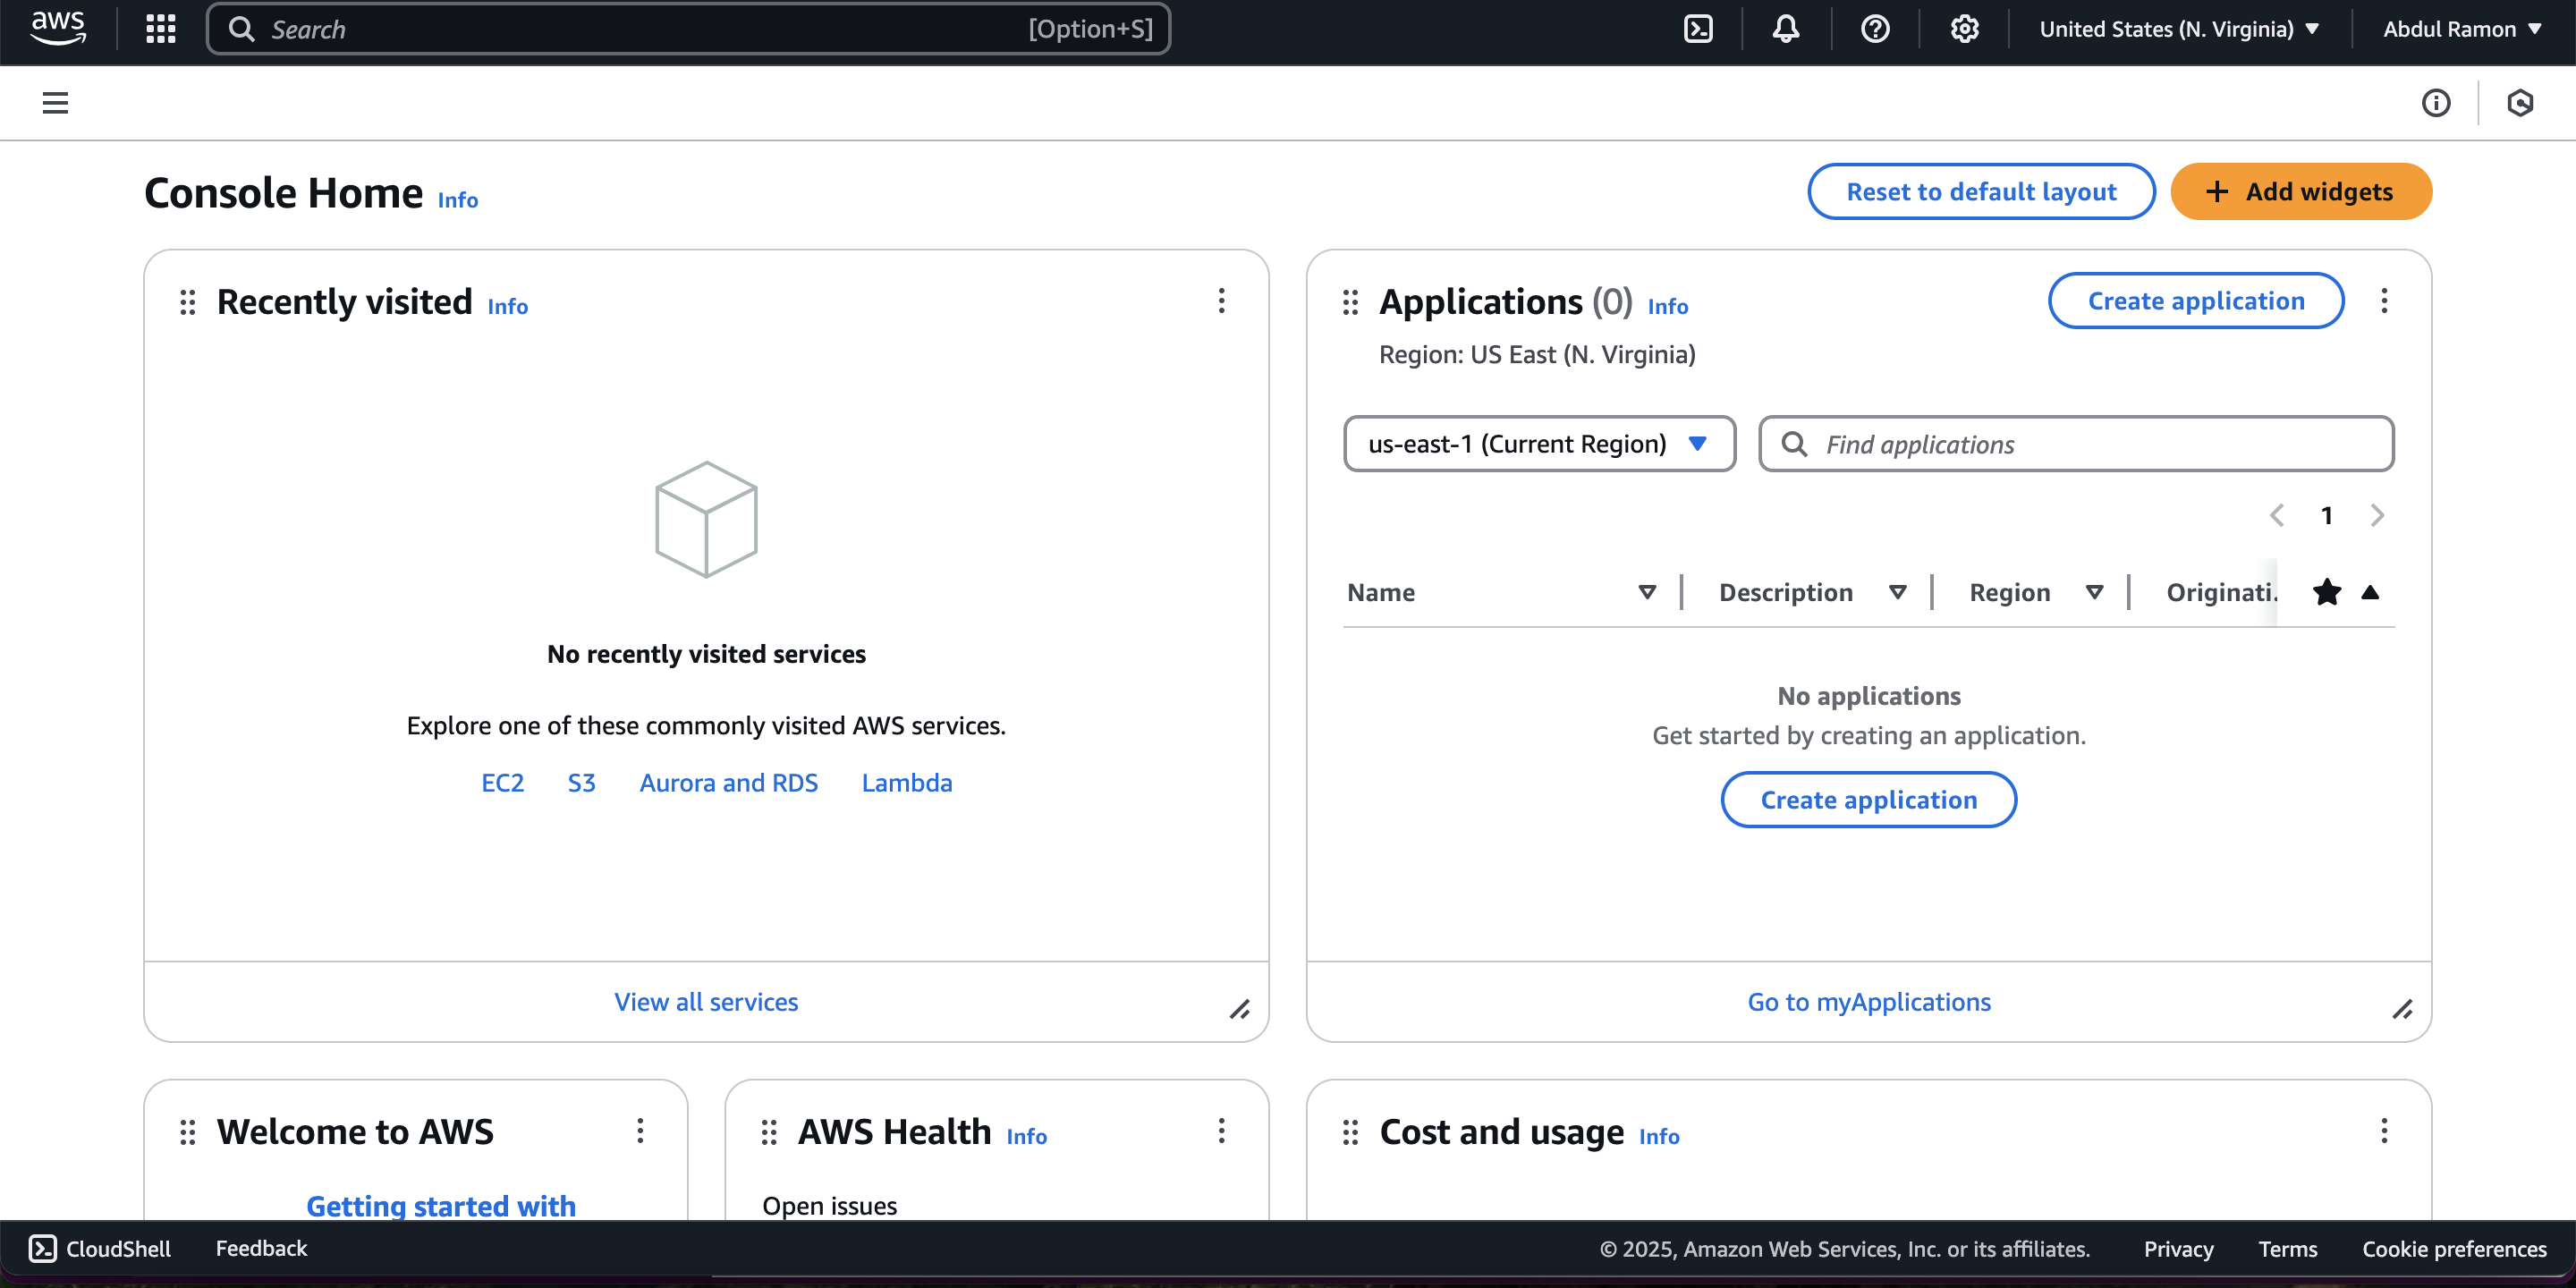 aws
Search [Option+S]
United States (N. Virginia)
Abdul Ramon
Console Home Info
Reset to default layout
Add widgets
Recently visited Info
No recently visited services
Explore one of these commonly visited AWS services.
EC2 S3 Aurora and RDS Lambda
View all services
Applications (0) Info
Create application
Region: US East (N. Virginia)
us-east-1 (Current Region)
Find applications
1
Name Description Region Originati.
No applications
Get started by creating an application.
Create application
Go to myApplications
Welcome to AWS
Getting started with
AWS Health Info
Open issues
Cost and usage Info
CloudShell Feedback
© 2025, Amazon Web Services, Inc. or its affiliates. Privacy Terms Cookie preferences